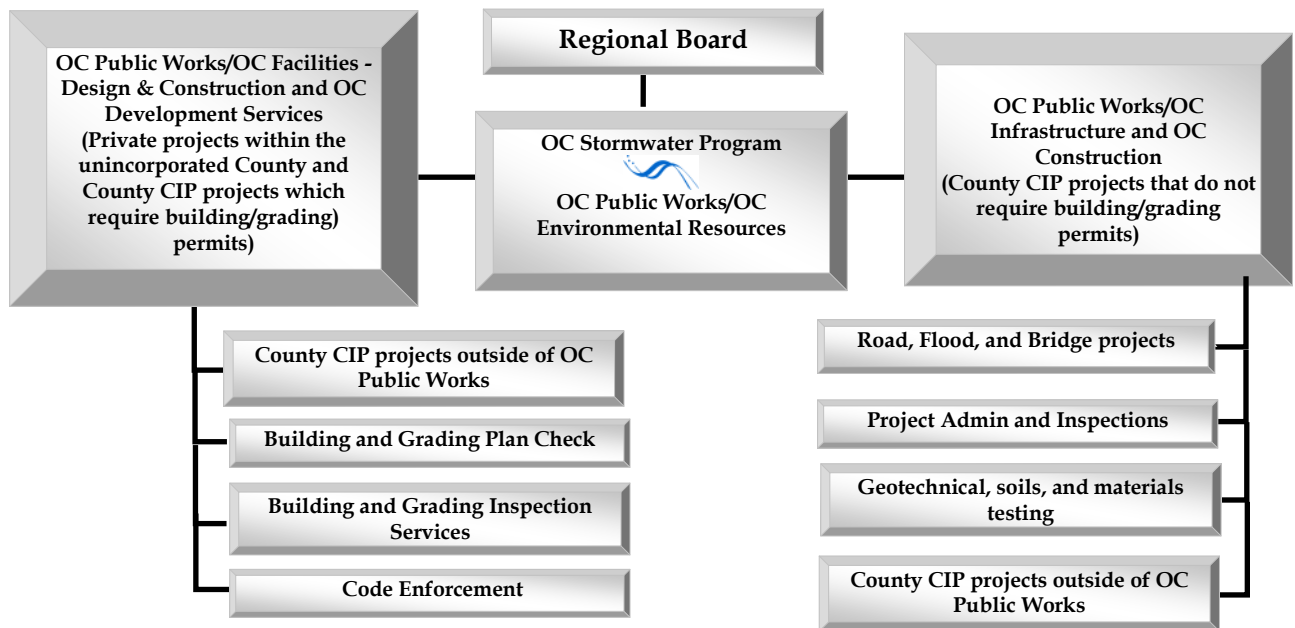 Regional Board
OC Public Works/OC Facilities -
Design & Construction and OC
Development Services
(Private projects within the
unincorporated County and
County CIP projects which
require building/grading)
permits)
OC Stormwater Program
OC Public Works/OC
Environmental Resources
OC Public Works/OC
Infrastructure and OC
Construction
(County CIP projects that do not
require building/grading
permits)
County CIP projects outside of OC
Public Works
Building and Grading Plan Check
Building and Grading Inspection
Services
Code Enforcement
Road, Flood, and Bridge projects
Project Admin and Inspections
Geotechnical, soils, and materials
testing
County CIP projects outside of OC
Public Works